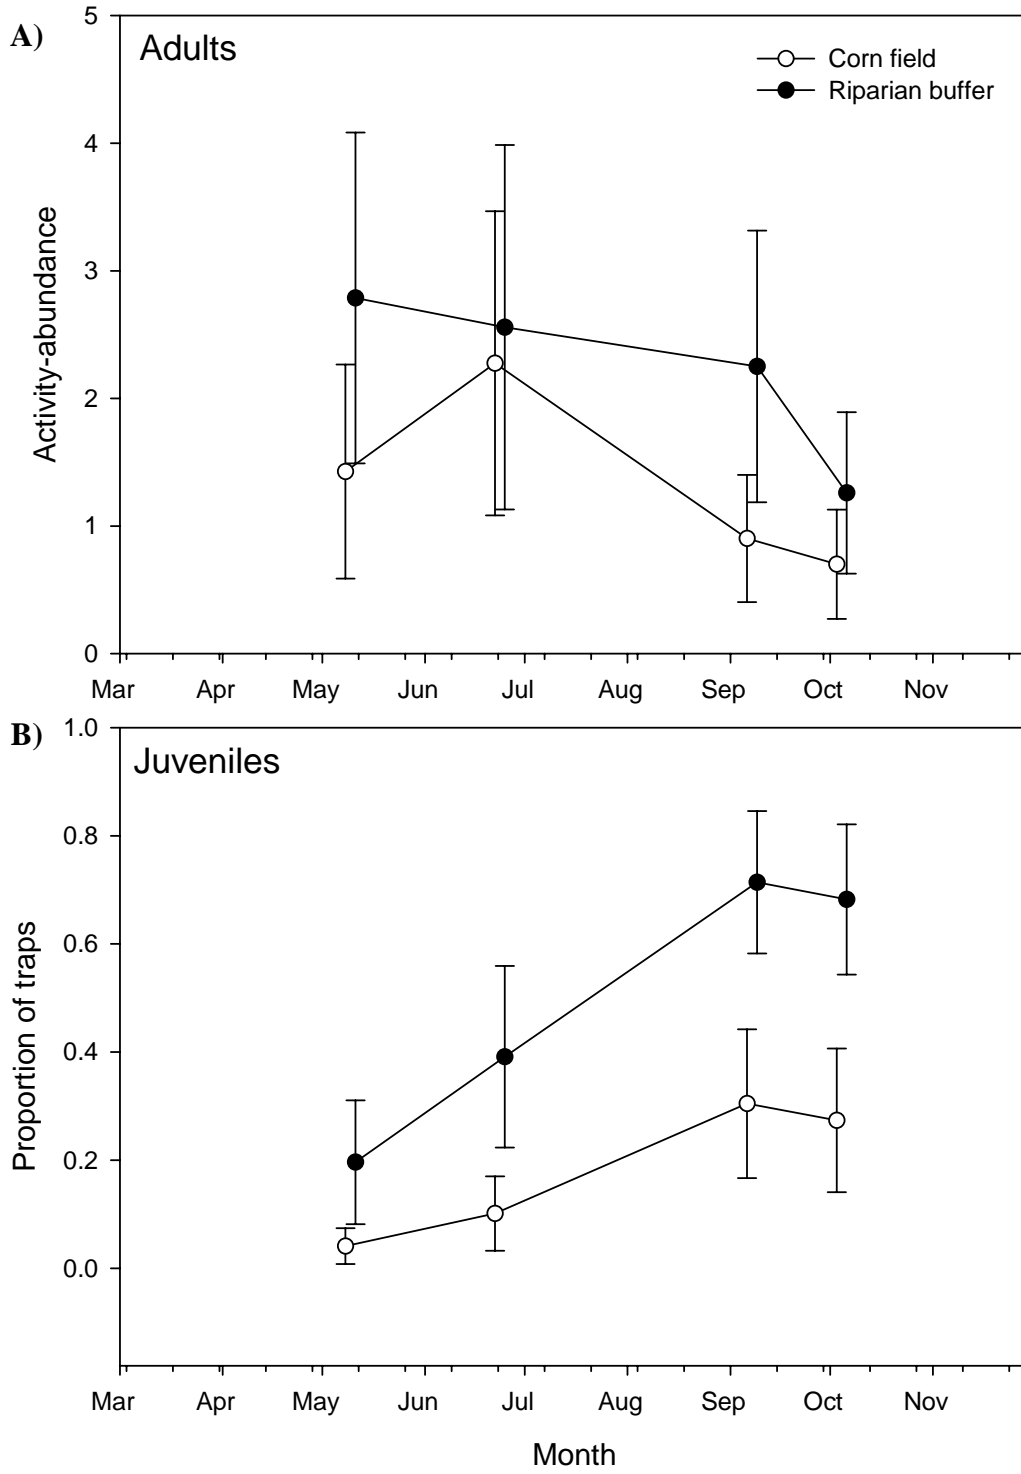 A)
Adults
Corn field
Riparian buffer
5
4
3
2
1
0
Activity-abundance
Mar Apr May Jun Jul Aug Sep Oct Nov
B)
Juveniles
1.0
0.8
0.6
0.4
0.2
0.0
Proportion of traps
Mar Apr May Jun Jul Aug Sep Oct Nov
Month